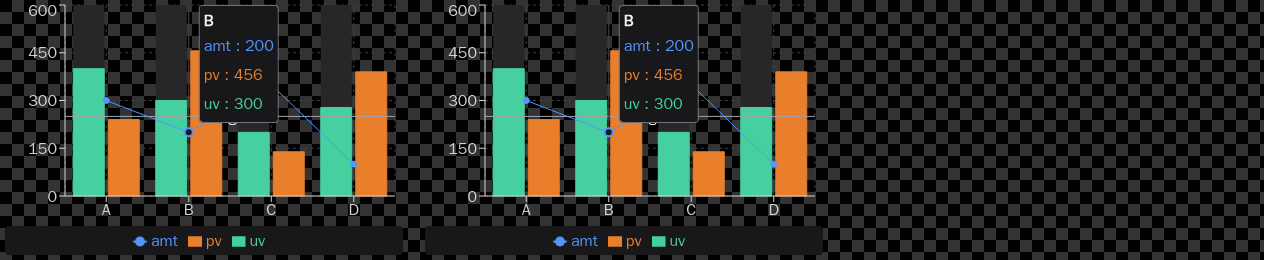 600
450
300
150
0
B
amt : 200
pv : 456
uv : 300
A B C D
amt pv uv
600
450
300
150
0
B
amt : 200
pv : 456
uv : 300
A B C D
amt pv uv